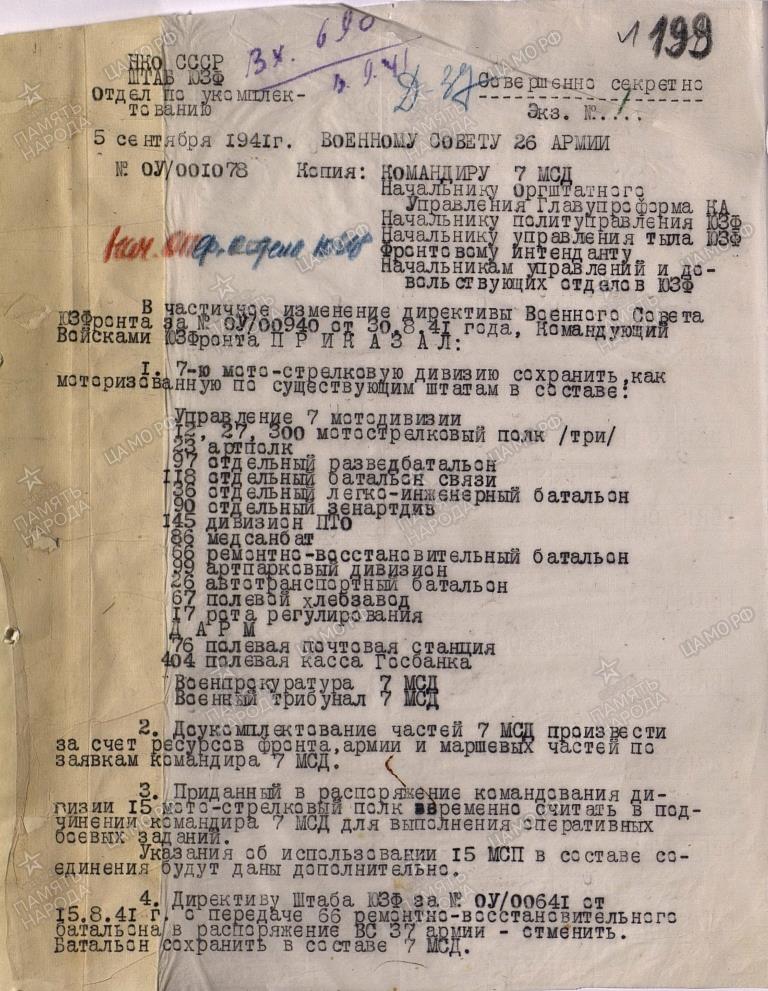 Вх. 690
199
НКО СССР
ШТАБ ЮЗФ
Отдел по укомплек-
тованию
Д-37
Совершенно секретно
Экз. №....
5 сентября 1941г. ВОЕННОМУ СОВЕТУ 26 АРМИИ
№ ОУ/001078 Копия: КОМАНДИРУ 7 МСД
Начальнику Оргштатного
Управления Главупроформа КА
Начальнику политуправления ЮЗФ
Начальнику управления тыла ЮЗФ
Фронтовому интенданту
Начальникам управлений и до-
вольствующих отделов ЮЗФ
В частичное изменение директивы Военного Совета
ЮЗФронта за № ОУ/00940 от 30.8.41 года, Командующий
Войсками ЮЗФронта П Р И К А З А Л:
1. 7-ю мото-стрелковую дивизию сохранить,как
моторизованную по существующим штатам в составе:
Управление 7 мотодивизии
27, 300 мотострелковый полк /три/
23 артполк
97 отдельный разведбатальон
118 отдельный батальон связи
36 отдельный легко-инженерный батальон
90 отдельный зенартдив
145 дивизион ПТО
86 медсанбат
66 ремонтно-восстановительный батальон
99 артпарковый дивизион
26 автотранспортный батальон
67 полевой хлебзавод
17 рота регулирования
Д А Р М
76 полевая почтовая станция
404 полевая касса Госбанка
Военпрокуратура 7 МСД
Военный трибунал 7 МСД
2. Доукомплектование частей 7 МСД произвести
за счет ресурсов фронта,армии и маршевых частей по
заявкам командира 7 МСД.
3. Приданный в распоряжение командования ди-
визии 15 мото-стрелковый полк временно считать в под-
чинении командира 7 МСД для выполнения оперативных
боевых заданий.
Указания об использовании 15 МСП в составе со-
единения будут даны дополнительно.
4. Директиву Штаба ЮЗФ за № ОУ/00641 от
15.8.41 г. о передаче 66 ремонтно-восстановительного
батальона в распоряжение ВС 37 армии - отменить.
Батальон сохранить в составе 7 МСД.
ПАМЯТЬ НАРОДА
ЦАМО РФ